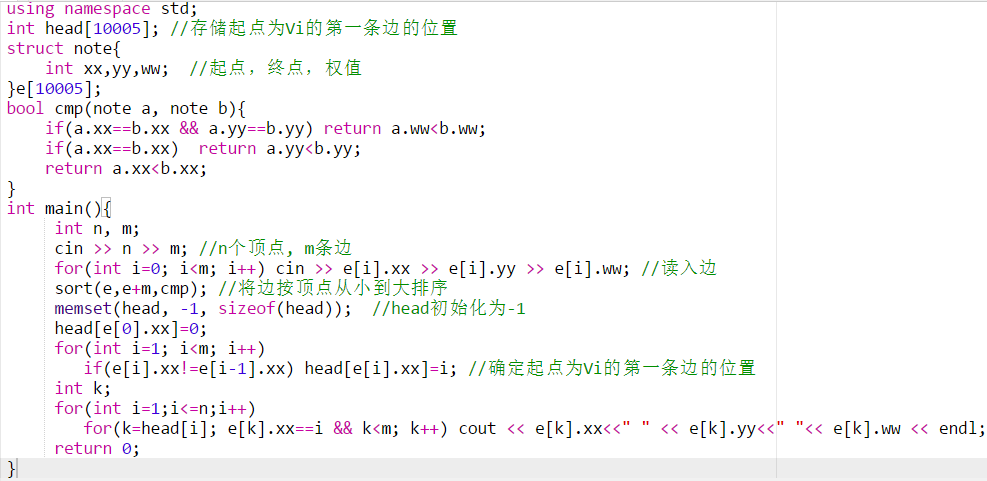 using namespace std;
int head[10005]; //存储起点为Vi的第一条边的位置
struct note{
    int xx,yy,ww;  //起点，终点，权值
}e[10005];
bool cmp(note a, note b){
    if(a.xx==b.xx && a.yy==b.yy) return a.ww<b.ww;
    if(a.xx==b.xx)  return a.yy<b.yy;
    return a.xx<b.xx;
}
int main(){
     int n, m;
     cin >> n >> m; //n个顶点, m条边
     for(int i=0; i<m; i++) cin >> e[i].xx >> e[i].yy >> e[i].ww; //读入边
     sort(e,e+m,cmp); //将边按顶点从小到大排序
     memset(head, -1, sizeof(head));  //head初始化为-1
     head[e[0].xx]=0;
     for(int i=1; i<m; i++)
        if(e[i].xx!=e[i-1].xx) head[e[i].xx]=i; //确定起点为Vi的第一条边的位置
     int k;
     for(int i=1;i<=n;i++)
        for(k=head[i]; e[k].xx==i && k<m; k++) cout << e[k].xx<<" " << e[k].yy<<" "<< e[k].ww << endl;
     return 0;
}